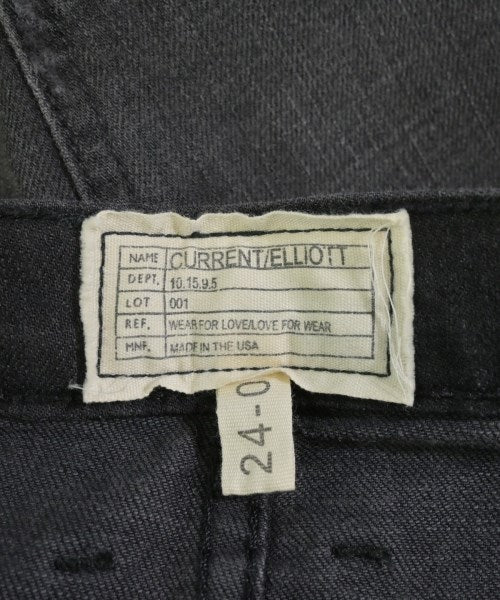 NAME CURRENT/ELLIOTT
DEPT. 10.15.9.5
LOT 001
REF. WEAR FOR LOVE/LOVE FOR WEAR
MNF. MADE IN THE USA
24-0